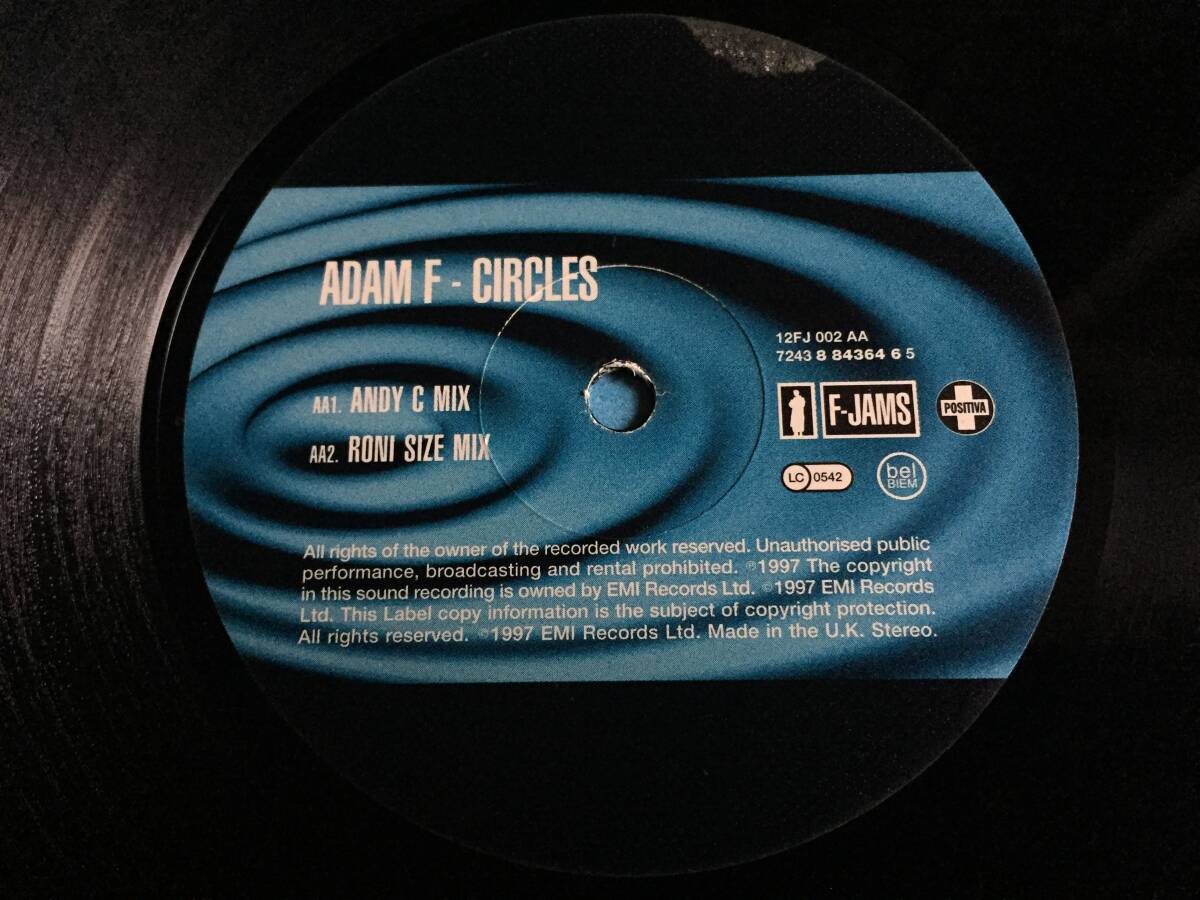 ADAM F - CIRCLES
12FJ 002 AA
7243 8 84364 6 5
AA1. ANDY C MIX
F-JAMS
POSITIVA
AA2. RONI SIZE MIX
LC 0542
bel
BIEM
All rights of the owner of the recorded work reserved. Unauthorised public
performance, broadcasting and rental prohibited. ℗1997 The copyright
in this sound recording is owned by EMI Records Ltd. ©1997 EMI Records
Ltd. This Label copy information is the subject of copyright protection.
All rights reserved. ©1997 EMI Records Ltd. Made in the U.K. Stereo.